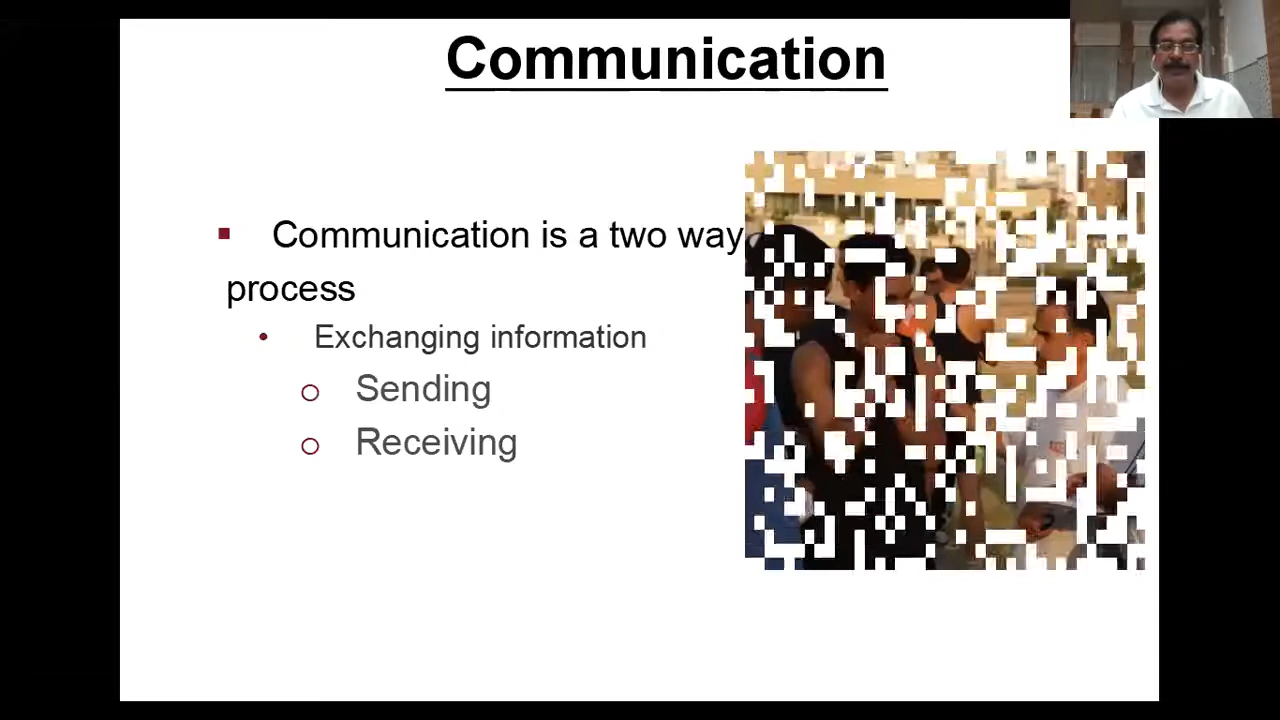 Communication
▪ Communication is a two way
process
• Exchanging information
o Sending
o Receiving